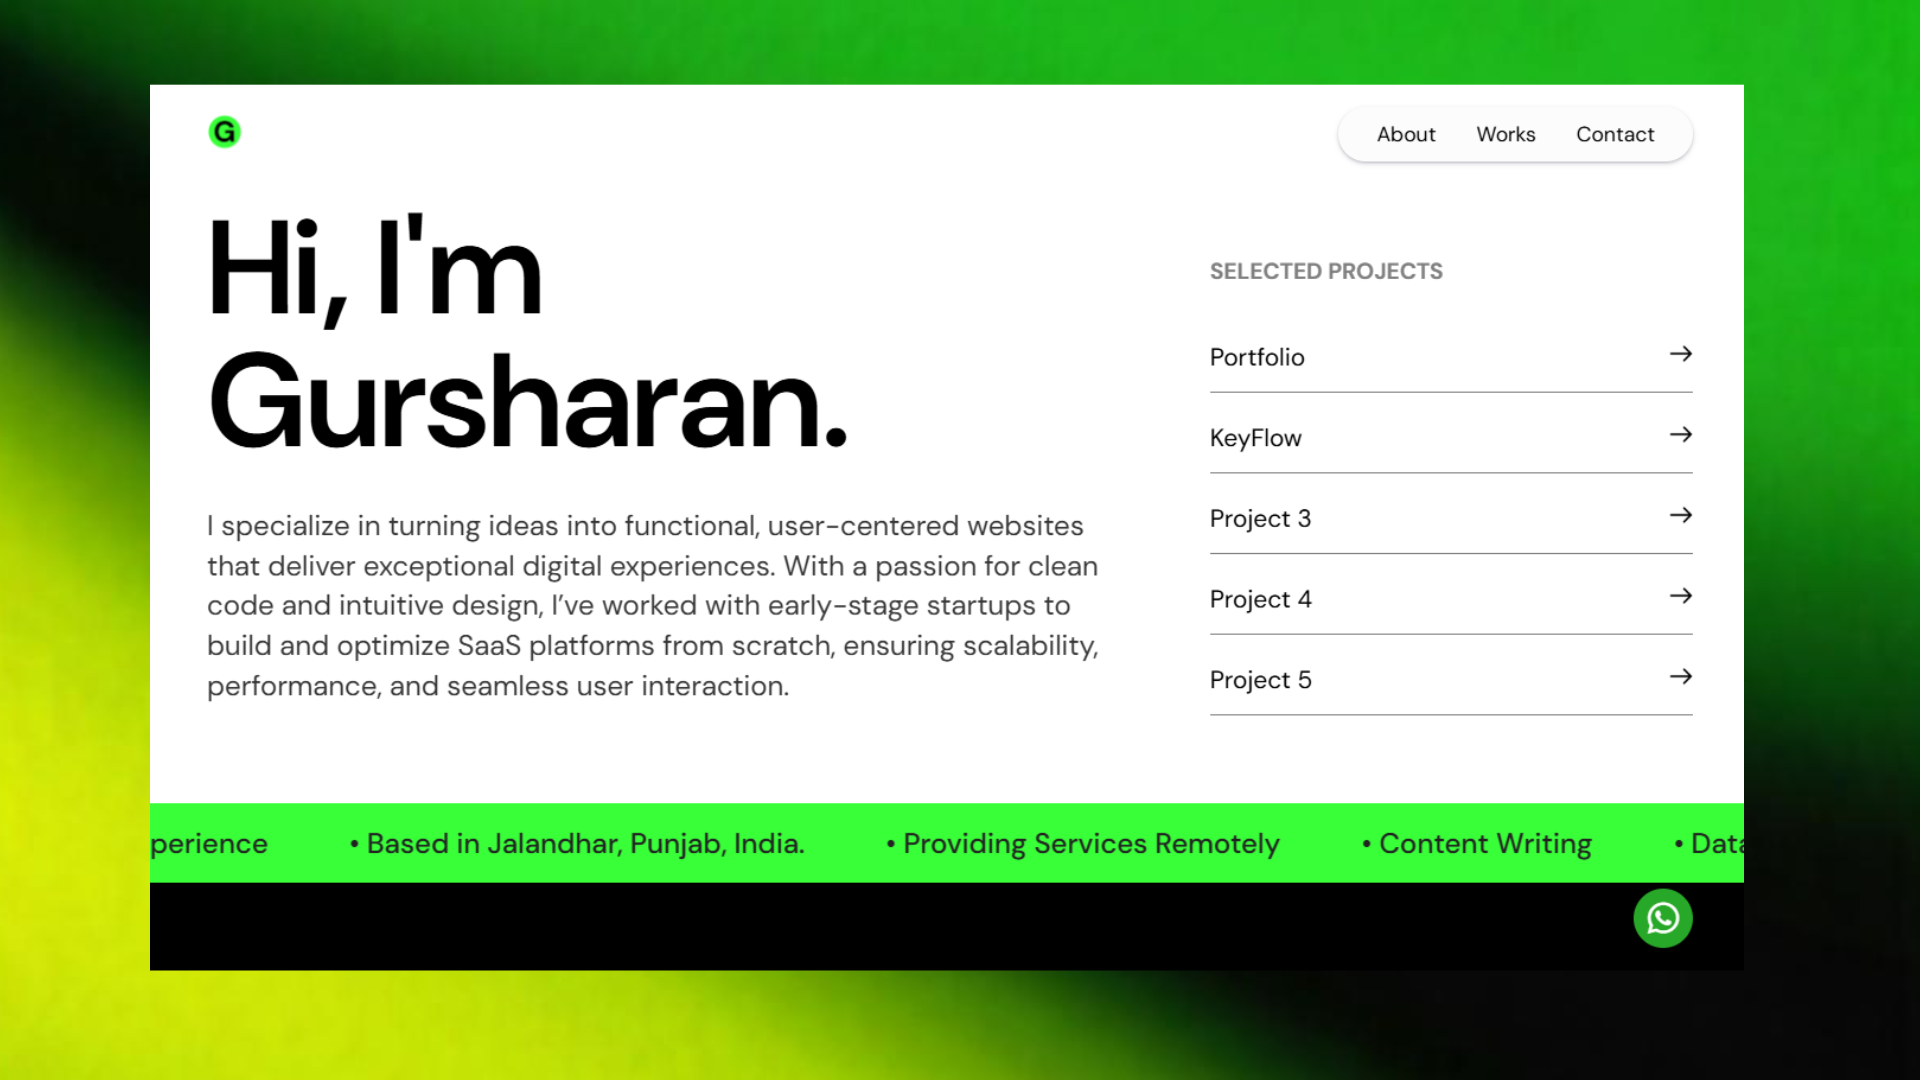 G
About Works Contact
Hi, I'm
Gursharan.
I specialize in turning ideas into functional, user-centered websites
that deliver exceptional digital experiences. With a passion for clean
code and intuitive design, I’ve worked with early-stage startups to
build and optimize SaaS platforms from scratch, ensuring scalability,
performance, and seamless user interaction.
SELECTED PROJECTS
Portfolio →
KeyFlow →
Project 3 →
Project 4 →
Project 5 →
perience • Based in Jalandhar, Punjab, India. • Providing Services Remotely • Content Writing • Data